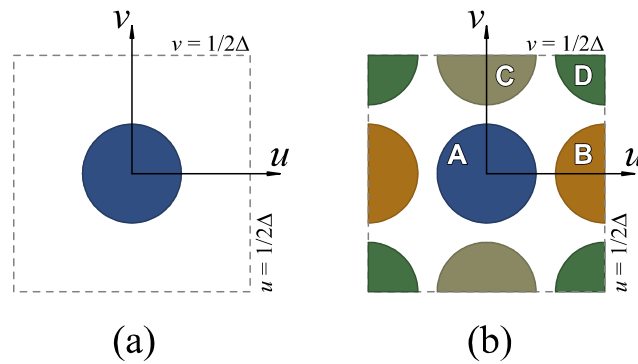 v
v = 1/2Δ
u
u = 1/2Δ
(a)
v
v = 1/2Δ
C
D
A
B
u
u = 1/2Δ
(b)